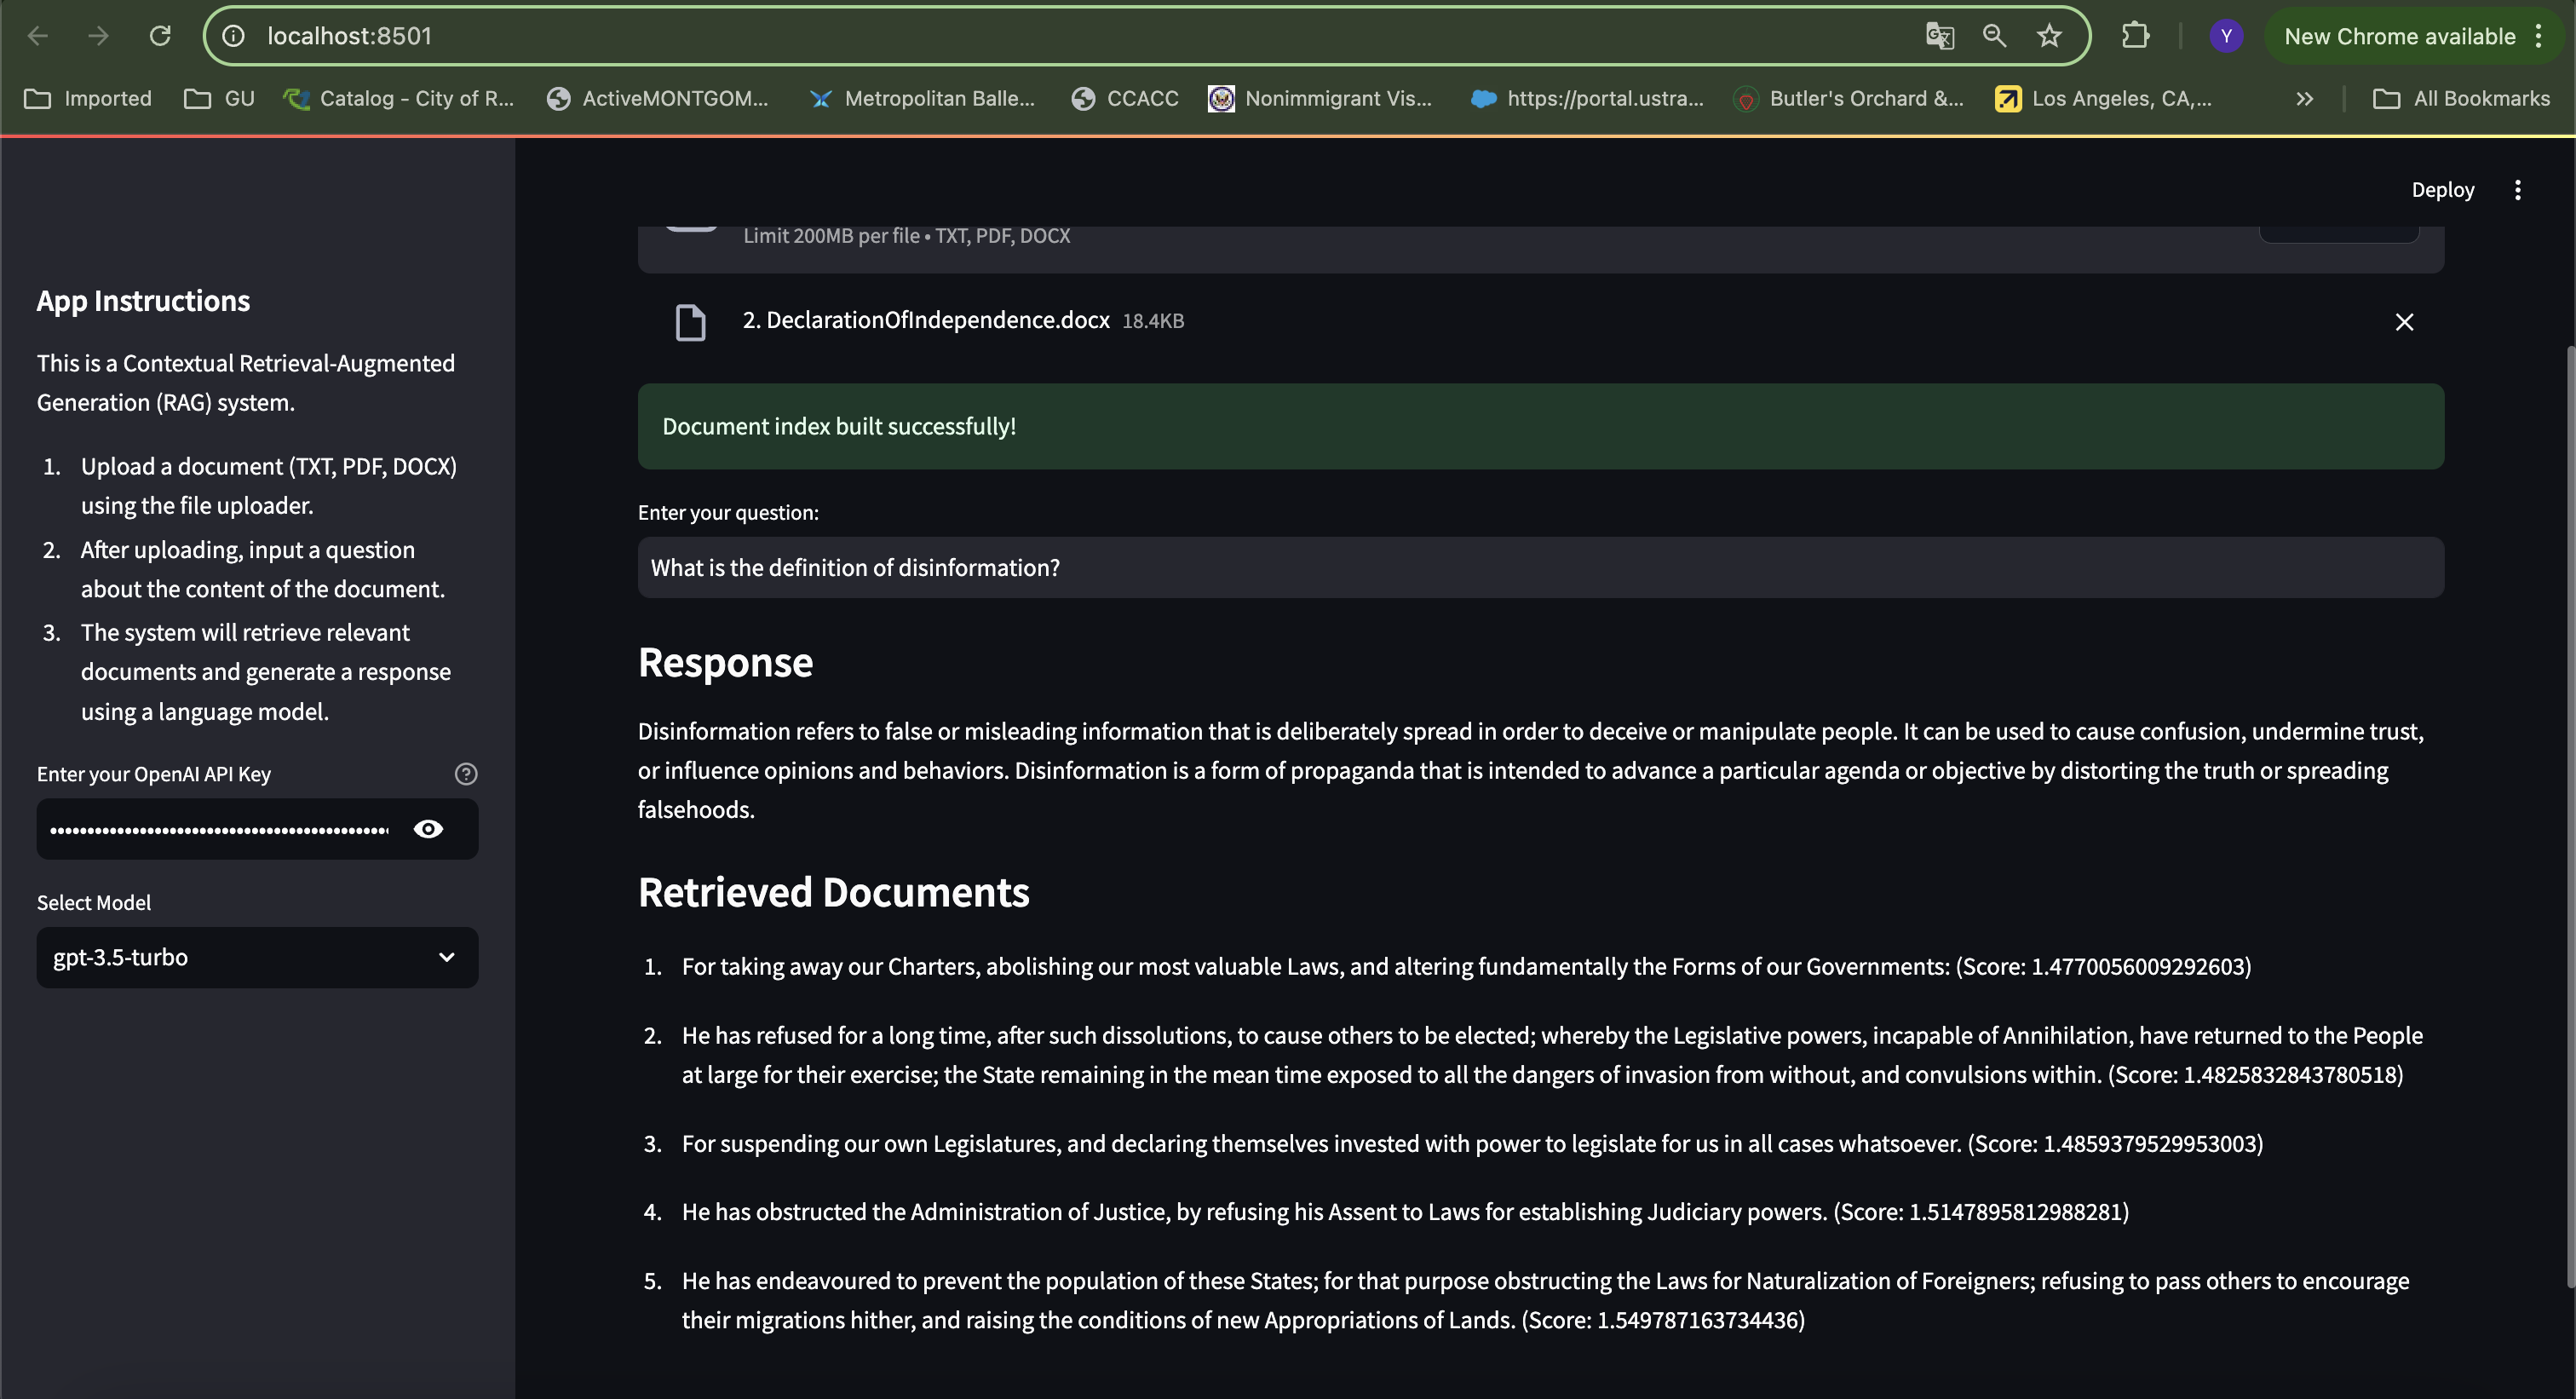 localhost:8501
Y
New Chrome available
Imported
GU
Catalog - City of R...
ActiveMONTGOM...
Metropolitan Balle...
CCACC
Nonimmigrant Vis...
https://portal.ustra...
Butler's Orchard &...
Los Angeles, CA,...
All Bookmarks
Deploy
App Instructions
This is a Contextual Retrieval-Augmented
Generation (RAG) system.
1. Upload a document (TXT, PDF, DOCX)
using the file uploader.
2. After uploading, input a question
about the content of the document.
3. The system will retrieve relevant
documents and generate a response
using a language model.
Enter your OpenAI API Key
Select Model
gpt-3.5-turbo
Limit 200MB per file • TXT, PDF, DOCX
2. DeclarationOfIndependence.docx 18.4KB
Document index built successfully!
Enter your question:
What is the definition of disinformation?
Response
Disinformation refers to false or misleading information that is deliberately spread in order to deceive or manipulate people. It can be used to cause confusion, undermine trust,
or influence opinions and behaviors. Disinformation is a form of propaganda that is intended to advance a particular agenda or objective by distorting the truth or spreading
falsehoods.
Retrieved Documents
1. For taking away our Charters, abolishing our most valuable Laws, and altering fundamentally the Forms of our Governments: (Score: 1.4770056009292603)
2. He has refused for a long time, after such dissolutions, to cause others to be elected; whereby the Legislative powers, incapable of Annihilation, have returned to the People
at large for their exercise; the State remaining in the mean time exposed to all the dangers of invasion from without, and convulsions within. (Score: 1.4825832843780518)
3. For suspending our own Legislatures, and declaring themselves invested with power to legislate for us in all cases whatsoever. (Score: 1.4859379529953003)
4. He has obstructed the Administration of Justice, by refusing his Assent to Laws for establishing Judiciary powers. (Score: 1.5147895812988281)
5. He has endeavoured to prevent the population of these States; for that purpose obstructing the Laws for Naturalization of Foreigners; refusing to pass others to encourage
their migrations hither, and raising the conditions of new Appropriations of Lands. (Score: 1.549787163734436)